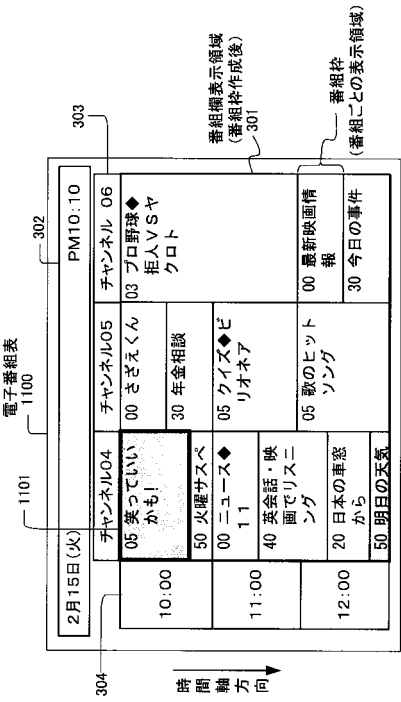 電子番組表
1100
302
303
1101
2月15日(火)
PM10:10
チャンネル04
チャンネル05
チャンネル 06
304
10:00
11:00
12:00
05 笑っていい
かも!
50 火曜サスペ
00 ニュース◆
11
40 英会話・映
画でリスニ
ング
20 日本の車窓
から
50 明日の天気
00 さざえくん
30 年金相談
05 クイズ◆ビ
リオネア
05 歌のヒット
ソング
03 プロ野球◆
拒人VSヤ
クロト
00 最新映画情
報
30 今日の事件
番組欄表示領域
(番組枠作成後)
301
番組枠
(番組ごとの表示領域)
時間軸方向